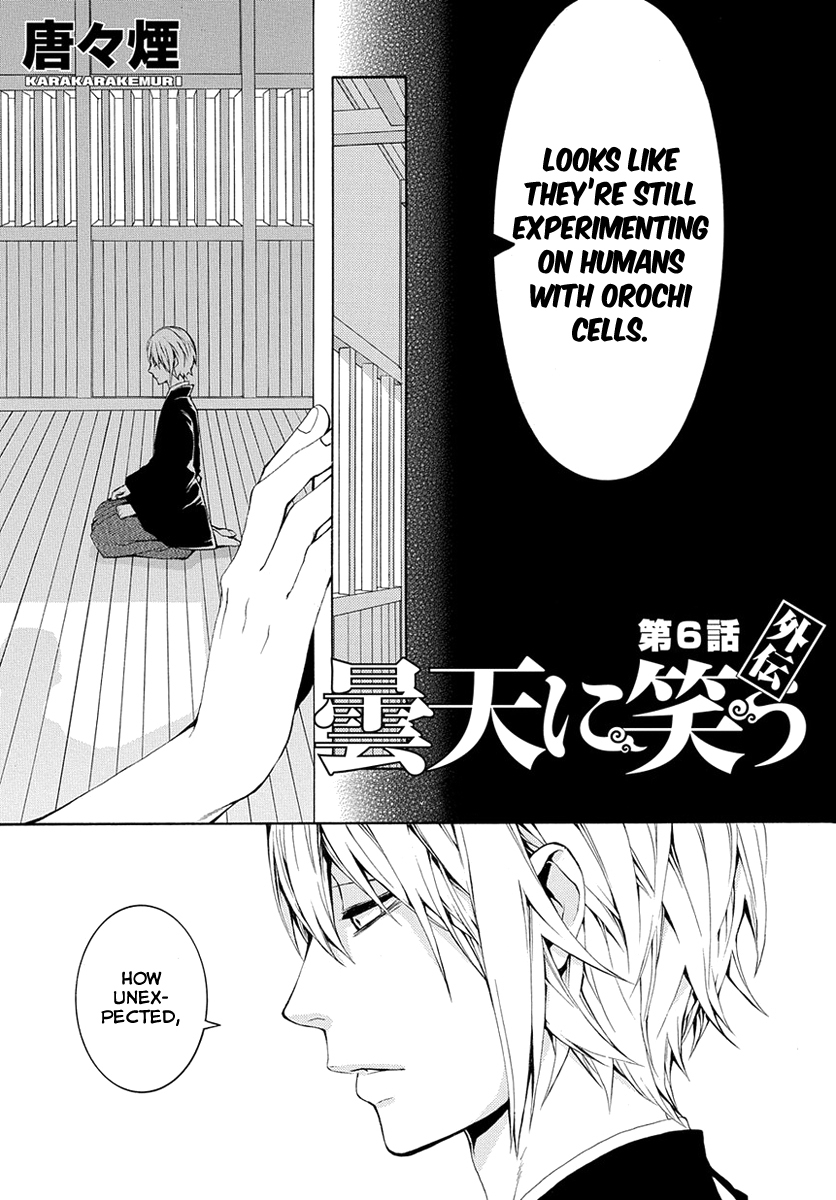 LOOKS LIKE
THEY'RE STILL
EXPERIMENTING
ON HUMANS
WITH OROCHI
CELLS.
唐々煙
KARAKARAKEMURI
第6話
曇天に笑う
外伝
HOW
UNEX-
PECTED,